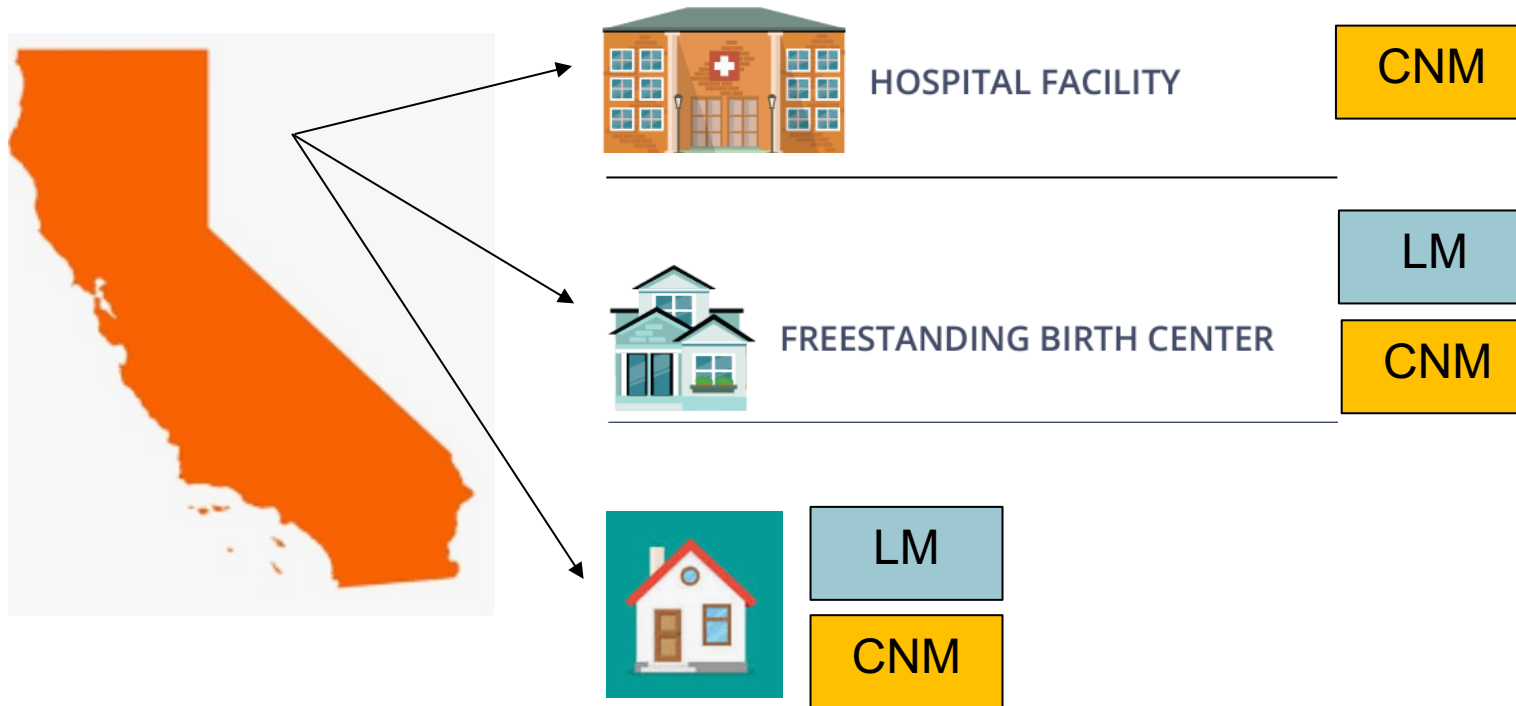 HOSPITAL FACILITY
CNM
LM
FREESTANDING BIRTH CENTER
CNM
LM
CNM